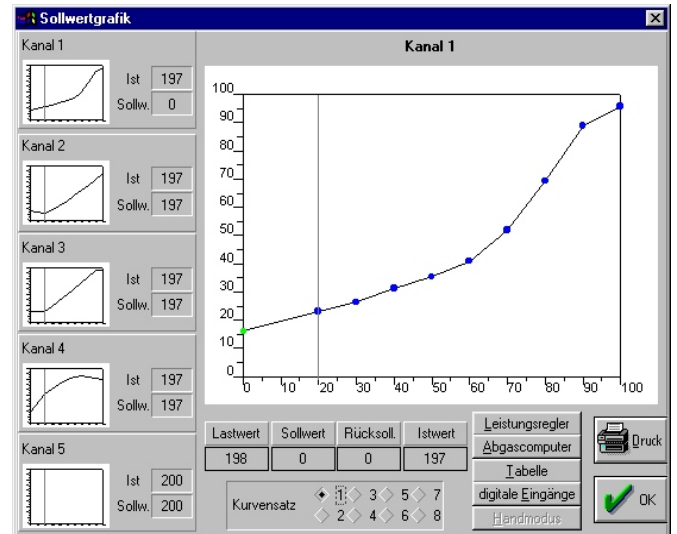 Sollwertgrafik
Kanal 1
Ist 197
Sollw. 0
Kanal 2
Ist 197
Sollw. 197
Kanal 3
Ist 197
Sollw. 197
Kanal 4
Ist 197
Sollw. 197
Kanal 5
Ist 200
Sollw. 200
Kanal 1
100
90
80
70
60
50
40
30
20
10
0
0 10 20 30 40 50 60 70 80 90 100
Lastwert Sollwert Rücksoll. Istwert
198 0 0 197
Kurvensatz 1 3 5 7
2 4 6 8
Leistungsregler
Abgascomputer
Tabelle
digitale Eingänge
Handmodus
Druck
OK